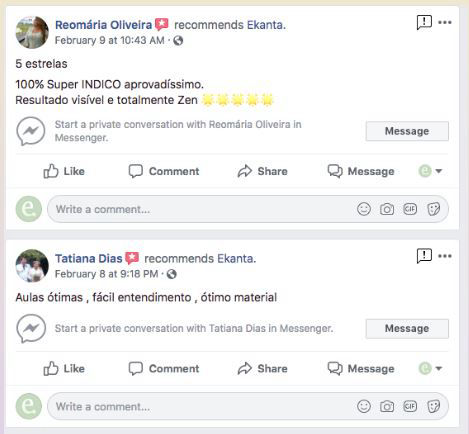 Reomária Oliveira recommends Ekanta.
February 9 at 10:43 AM ·
5 estrelas
100% Super INDICO aprovadíssimo.
Resultado visível e totalmente Zen 🌟🌟🌟🌟🌟
Start a private conversation with Reomária Oliveira in
Messenger.
Message
Like Comment Share Message e
e. Write a comment... GIF
Tatiana Dias recommends Ekanta.
February 8 at 9:18 PM ·
Aulas ótimas , fácil entendimento , ótimo material
Start a private conversation with Tatiana Dias in Messenger.
Message
Like Comment Share Message e
e. Write a comment... GIF